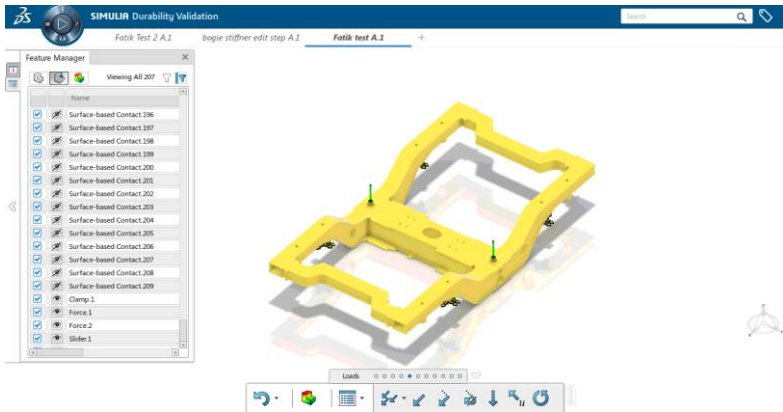 SIMULIA Durability Validation
Search
Fatik Test 2 A.1
bogie stiffner edit step A.1
Fatik test A.1
Feature Manager
Viewing All 207
Name
Surface-based Contact.196
Surface-based Contact.197
Surface-based Contact.198
Surface-based Contact.199
Surface-based Contact.200
Surface-based Contact.201
Surface-based Contact.202
Surface-based Contact.203
Surface-based Contact.204
Surface-based Contact.205
Surface-based Contact.206
Surface-based Contact.207
Surface-based Contact.208
Surface-based Contact.209
Clamp.1
Force.1
Force.2
Slider.1
Loads
u